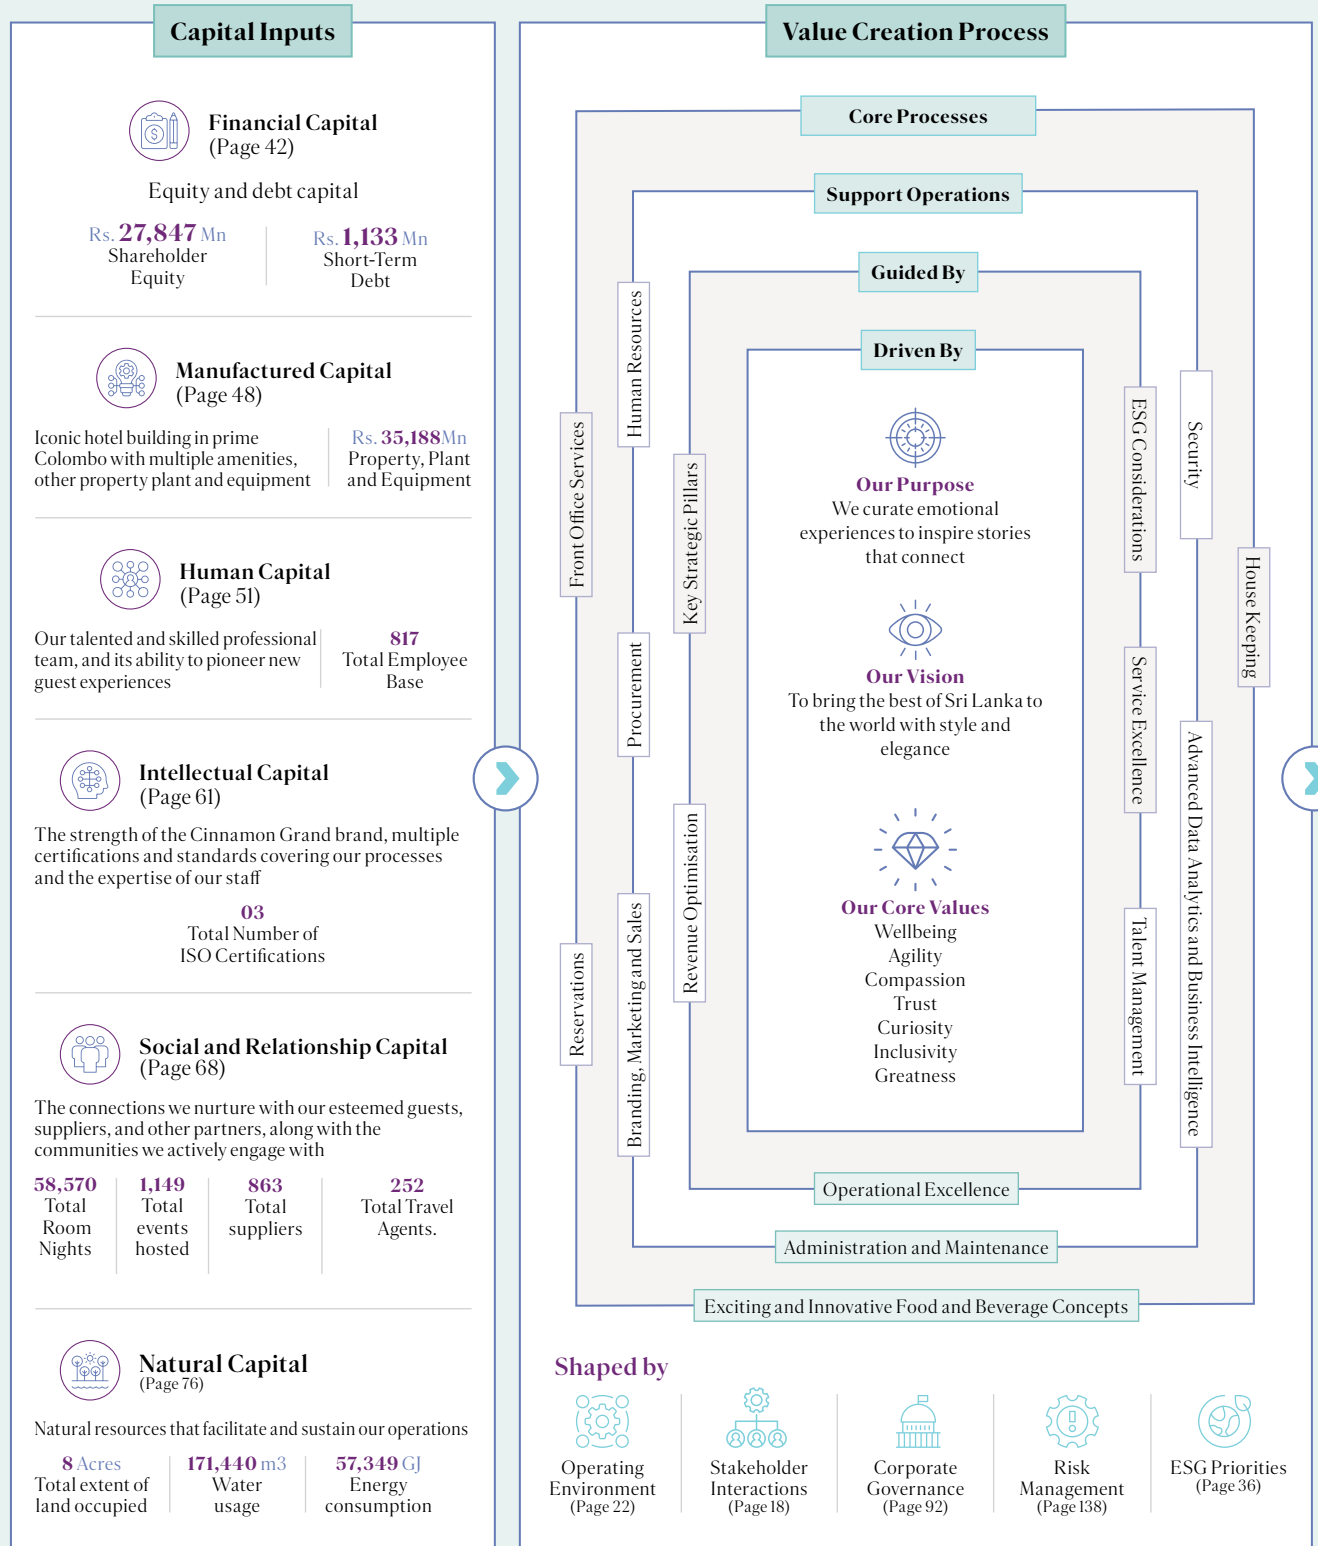 Capital Inputs
Financial Capital
(Page 42)
Equity and debt capital
Rs. 27,847 Mn
Shareholder
Equity
Rs. 1,133 Mn
Short-Term
Debt
Manufactured Capital
(Page 48)
Iconic hotel building in prime
Colombo with multiple amenities,
other property plant and equipment
Rs. 35,188Mn
Property, Plant
and Equipment
Human Capital
(Page 51)
Our talented and skilled professional
team, and its ability to pioneer new
guest experiences
817
Total Employee
Base
Intellectual Capital
(Page 61)
The strength of the Cinnamon Grand brand, multiple
certifications and standards covering our processes
and the expertise of our staff
03
Total Number of
ISO Certifications
Social and Relationship Capital
(Page 68)
The connections we nurture with our esteemed guests,
suppliers, and other partners, along with the
communities we actively engage with
58,570
Total
Room
Nights
1,149
Total
events
hosted
863
Total
suppliers
252
Total Travel
Agents.
Natural Capital
(Page 76)
Natural resources that facilitate and sustain our operations
8 Acres
Total extent of
land occupied
171,440 m3
Water
usage
57,349 GJ
Energy
consumption
Value Creation Process
Core Processes
Front Office Services
Reservations
House Keeping
Exciting and Innovative Food and Beverage Concepts
Support Operations
Human Resources
Procurement
Branding, Marketing and Sales
Security
Advanced Data Analytics and Business Intelligence
Administration and Maintenance
Guided By
Key Strategic Pillars
Revenue Optimisation
ESG Considerations
Service Excellence
Talent Management
Operational Excellence
Driven By
Our Purpose
We curate emotional
experiences to inspire stories
that connect
Our Vision
To bring the best of Sri Lanka to
the world with style and
elegance
Our Core Values
Wellbeing
Agility
Compassion
Trust
Curiosity
Inclusivity
Greatness
Shaped by
Operating
Environment
(Page 22)
Stakeholder
Interactions
(Page 18)
Corporate
Governance
(Page 92)
Risk
Management
(Page 138)
ESG Priorities
(Page 36)